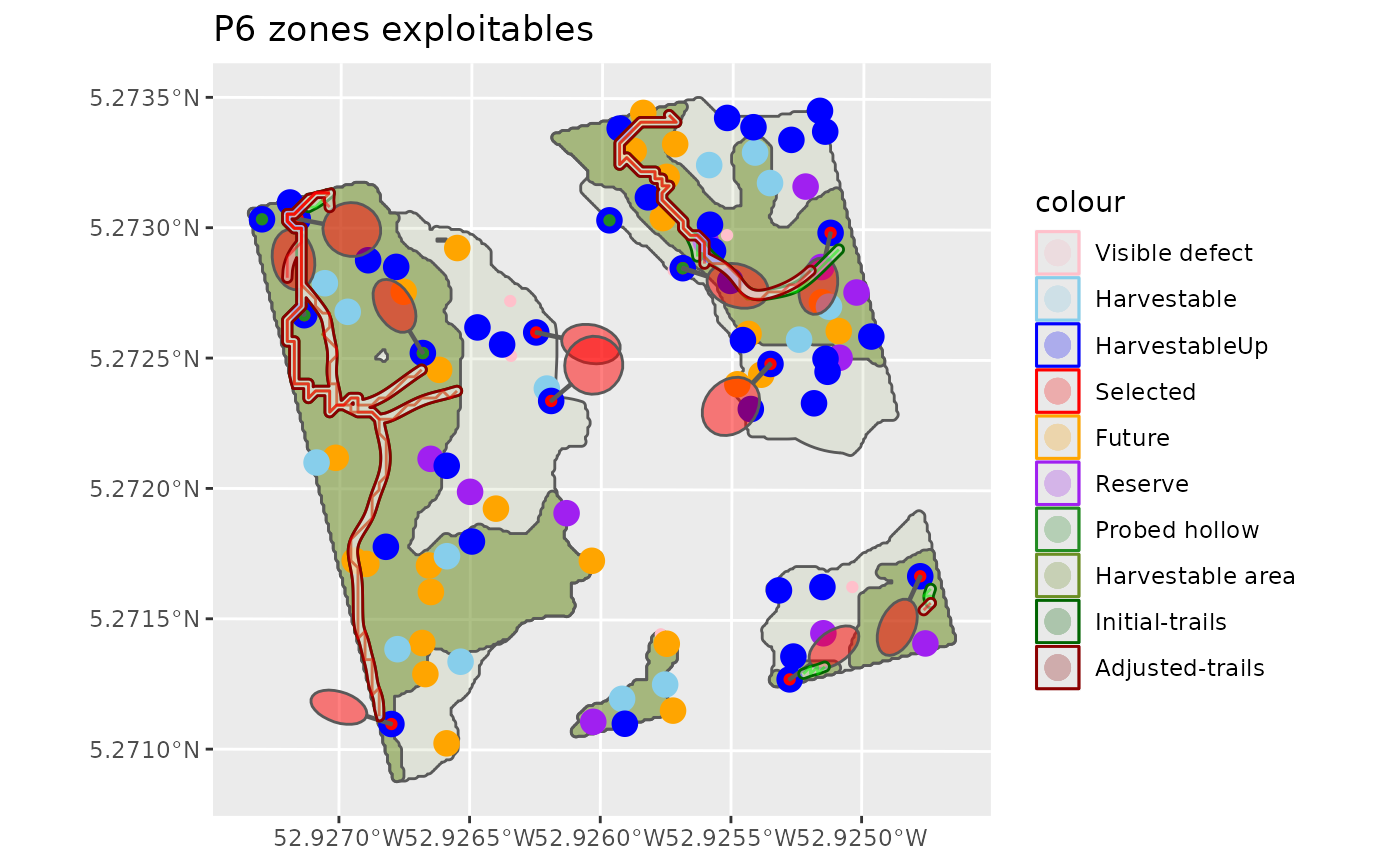 P6 zones exploitables
5.2735°N
5.2730°N
5.2725°N
5.2720°N
5.2715°N
5.2710°N
52.9270°W52.9265°W52.9260°W52.9255°W52.9250°W
colour
Visible defect
Harvestable
HarvestableUp
Selected
Future
Reserve
Probed hollow
Harvestable area
Initial-trails
Adjusted-trails